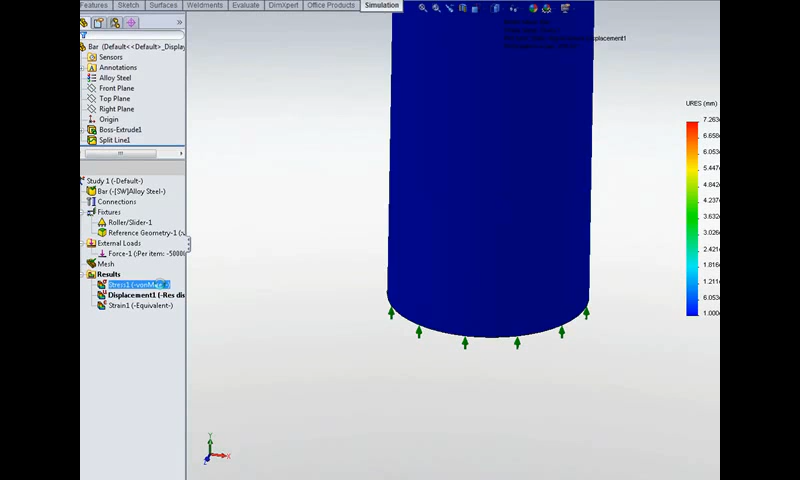 Features Sketch Surfaces Weldments Evaluate DimXpert Office Products Simulation
Bar (Default<<Default>_Displa
Sensors
Annotations
Alloy Steel
Front Plane
Top Plane
Right Plane
Origin
Boss-Extrude1
Split Line1
Study 1 (-Default-)
Bar (-[SW]Alloy Steel-)
Connections
Fixtures
Roller/Slider-1
Reference Geometry-1 (:
External Loads
Force-1 (:Per item: -50000
Mesh
Results
Stress1 (-vonMises-)
Displacement1 (-Res dis
Strain1 (-Equivalent-)
URES (mm)
7.263
6.658
6.053
5.447
4.842
4.237
3.632
3.026
2.421
1.816
1.211
6.053
1.000
Y
X
Z